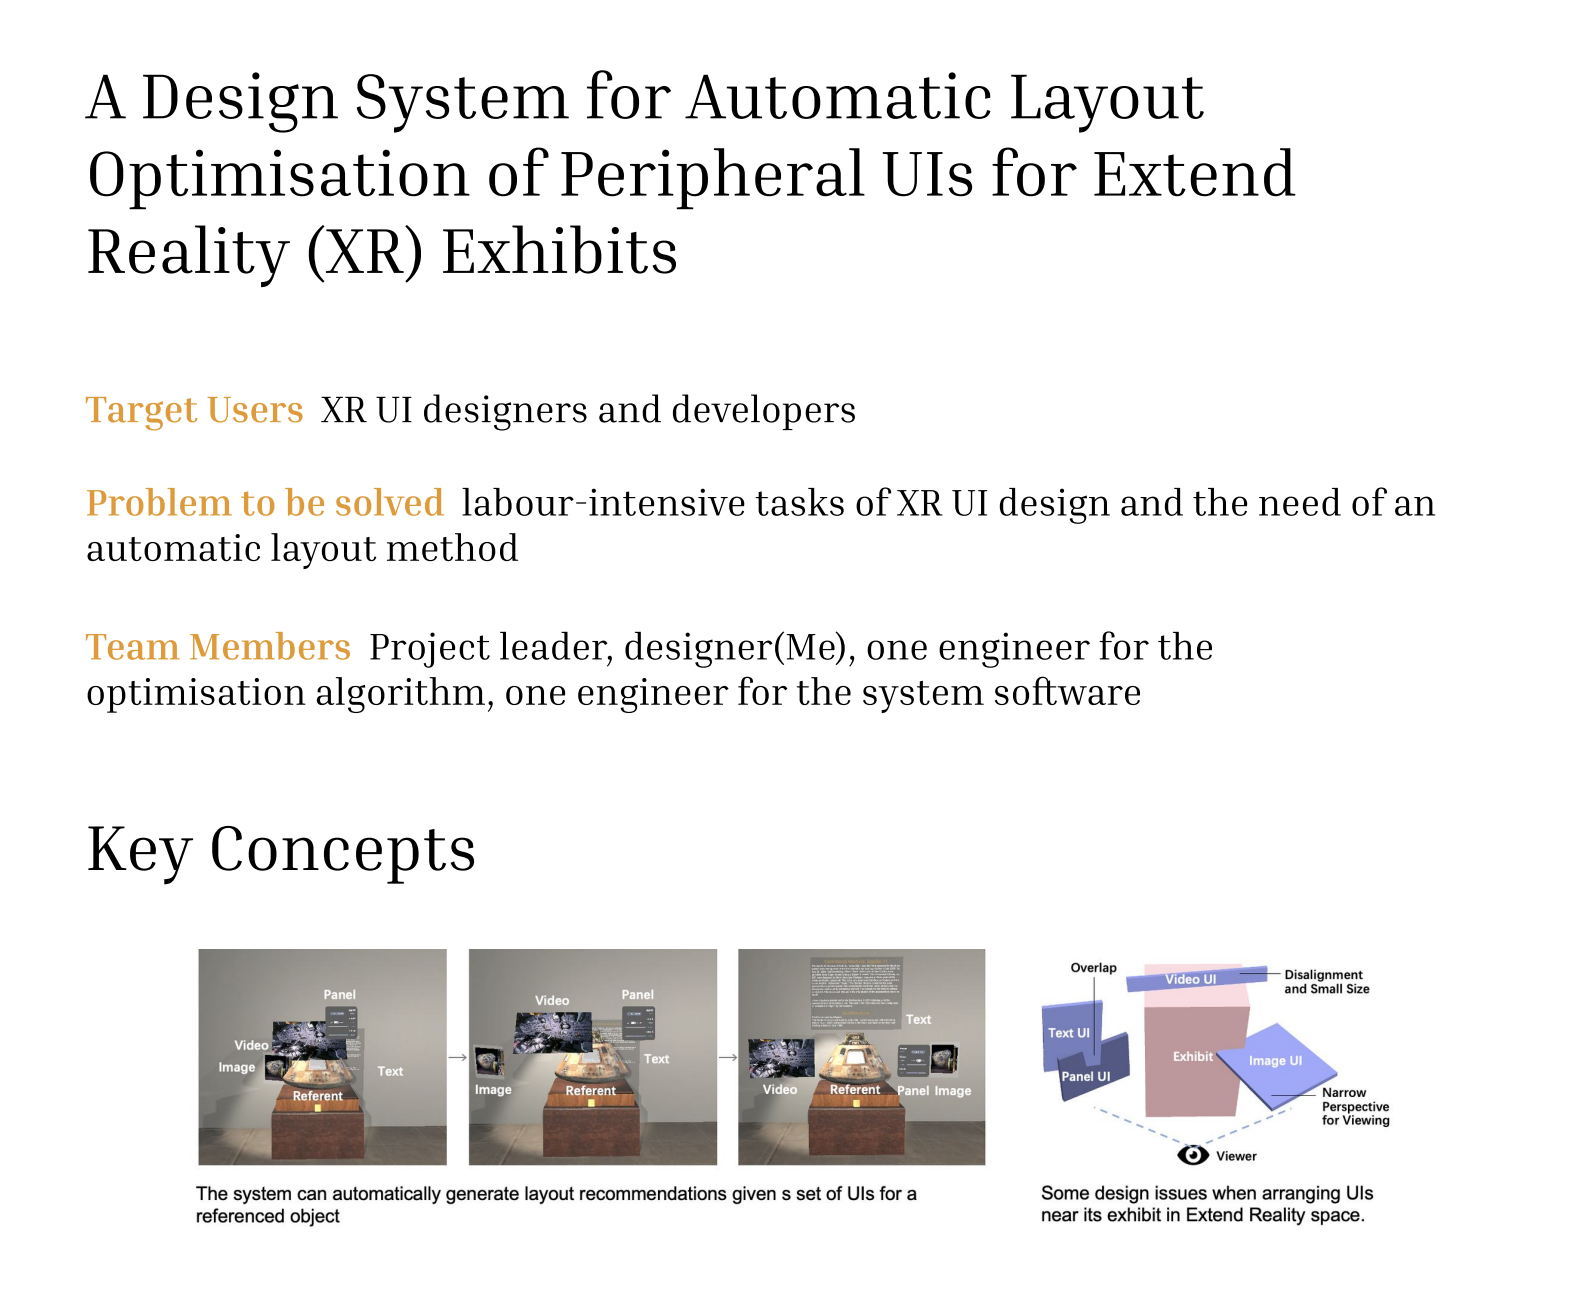 A Design System for Automatic Layout
Optimisation of Peripheral UIs for Extend
Reality (XR) Exhibits
Target Users XR UI designers and developers
Problem to be solved labour-intensive tasks of XR UI design and the need of an
automatic layout method
Team Members Project leader, designer(Me), one engineer for the
optimisation algorithm, one engineer for the system software
Key Concepts
Panel
Video
Image
Text
Referent
Video
Panel
Text
Image
Referent
Text
Video
Referent
Panel Image
Overlap
Video UI
Disalignment
and Small Size
Text UI
Exhibit
Image UI
Panel UI
Narrow
Perspective
for Viewing
Viewer
The system can automatically generate layout recommendations given s set of UIs for a
referenced object
Some design issues when arranging UIs
near its exhibit in Extend Reality space.